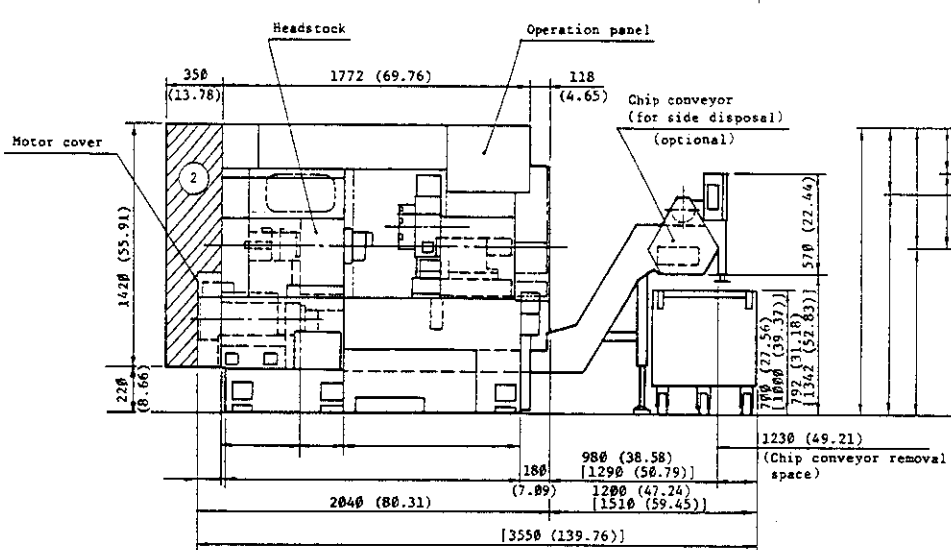 Headstock
Operation panel
350
(13.78)
1772 (69.76)
118
(4.65)
Chip conveyor
(for side disposal)
(optional)
Motor cover
2
1420 (55.91)
570 (22.44)
220
(8.66)
700 (27.56)
[1000 (39.37)]
792 (31.18)
[1342 (52.83)]
1230 (49.21)
(Chip conveyor removal
space)
980 (38.58)
[1290 (50.79)]
180
(7.09)
1200 (47.24)
[1510 (59.45)]
2040 (80.31)
[3550 (139.76)]